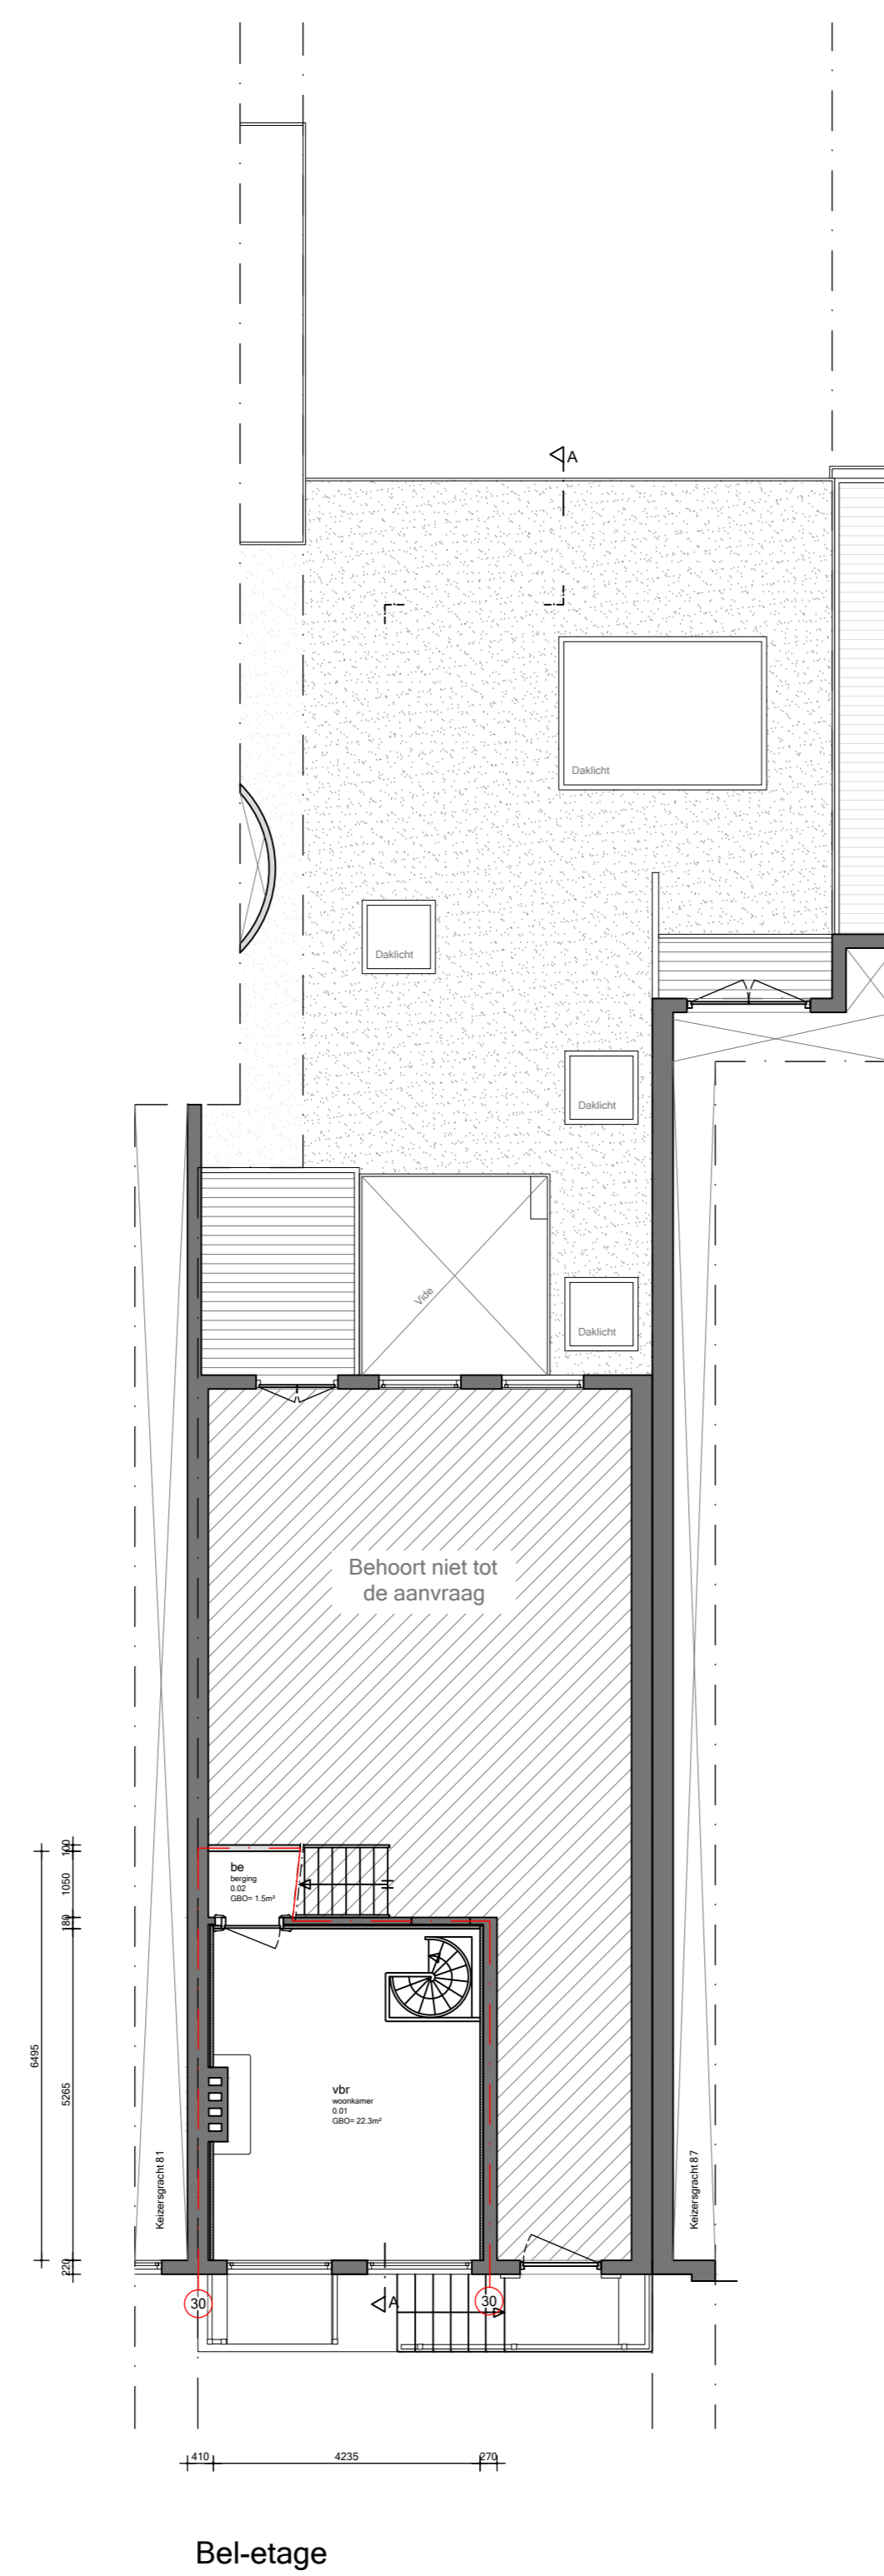 A
Daklicht
Daklicht
Daklicht
Vide
Daklicht
Behoort niet tot
de aanvraag
be
berging
0.02
GBO= 1.5m²
100
1050
180
6495
5265
220
vbr
woonkamer
0.01
GBO= 22.3m²
Keizersgracht 81
Keizersgracht 87
30
A
30
410
4235
270
Bel-etage